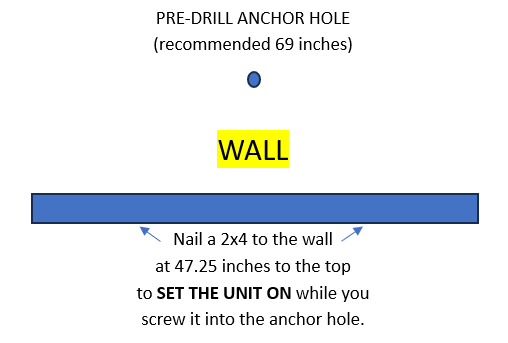 PRE-DRILL ANCHOR HOLE
(recommended 69 inches)
WALL
Nail a 2x4 to the wall
at 47.25 inches to the top
to SET THE UNIT ON while you
screw it into the anchor hole.